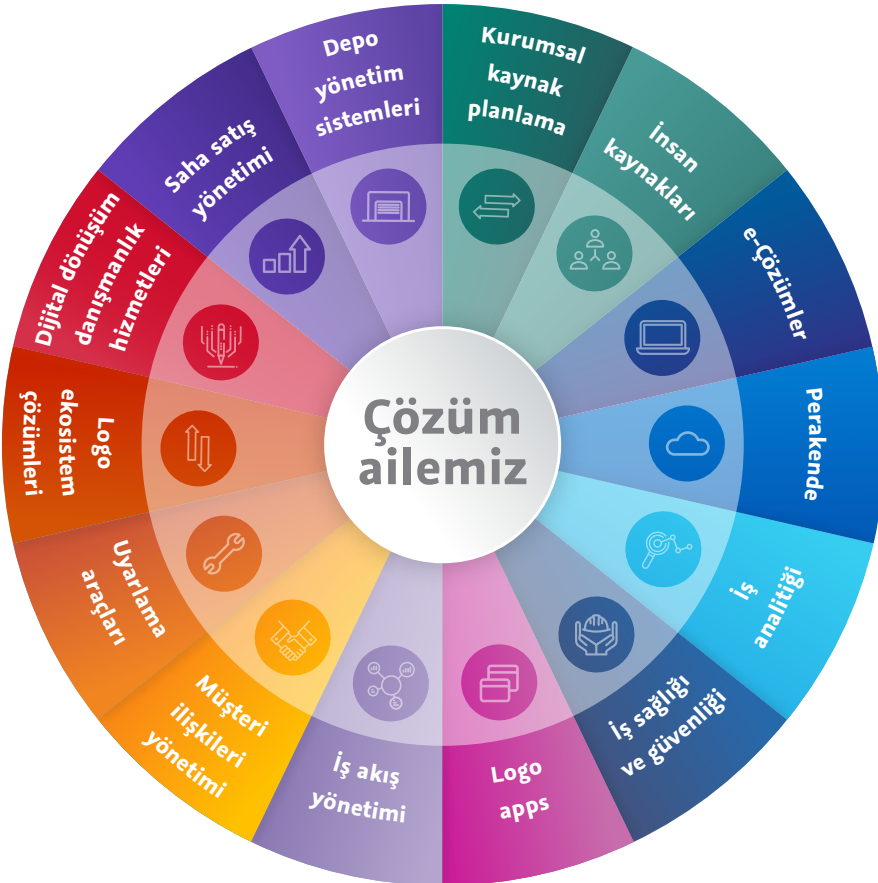 Kurumsal
kaynak
planlama
İnsan
kaynakları
e-Çözümler
Perakende
İş
analitiği
İş sağlığı
ve güvenliği
Logo
apps
İş akış
yönetimi
Müşteri
ilişkileri
yönetimi
Uyarlama
araçları
Logo
ekosistem
çözümleri
Dijital dönüşüm
danışmanlık
hizmetleri
Saha satış
yönetimi
Depo
yönetim
sistemleri
Çözüm
ailemiz